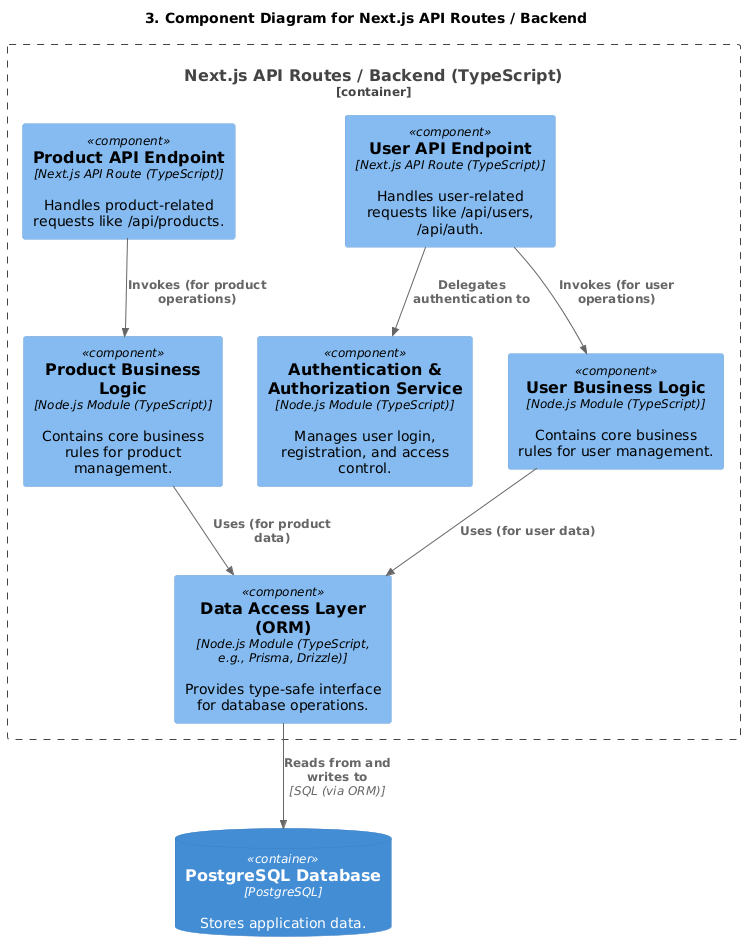 3. Component Diagram for Next.js API Routes / Backend
Next.js API Routes / Backend (TypeScript)
[container]
«component»
Product API Endpoint
[Next.js API Route (TypeScript)]
Handles product-related
requests like /api/products.
«component»
User API Endpoint
[Next.js API Route (TypeScript)]
Handles user-related
requests like /api/users,
/api/auth.
Invokes (for product
operations)
Delegates
authentication to
Invokes (for user
operations)
«component»
Product Business
Logic
[Node.js Module (TypeScript)]
Contains core business
rules for product
management.
«component»
Authentication &
Authorization Service
[Node.js Module (TypeScript)]
Manages user login,
registration, and access
control.
«component»
User Business Logic
[Node.js Module (TypeScript)]
Contains core business
rules for user management.
Uses (for product
data)
Uses (for user data)
«component»
Data Access Layer
(ORM)
[Node.js Module (TypeScript,
e.g., Prisma, Drizzle)]
Provides type-safe interface
for database operations.
Reads from and
writes to
[SQL (via ORM)]
«container»
PostgreSQL Database
[PostgreSQL]
Stores application data.